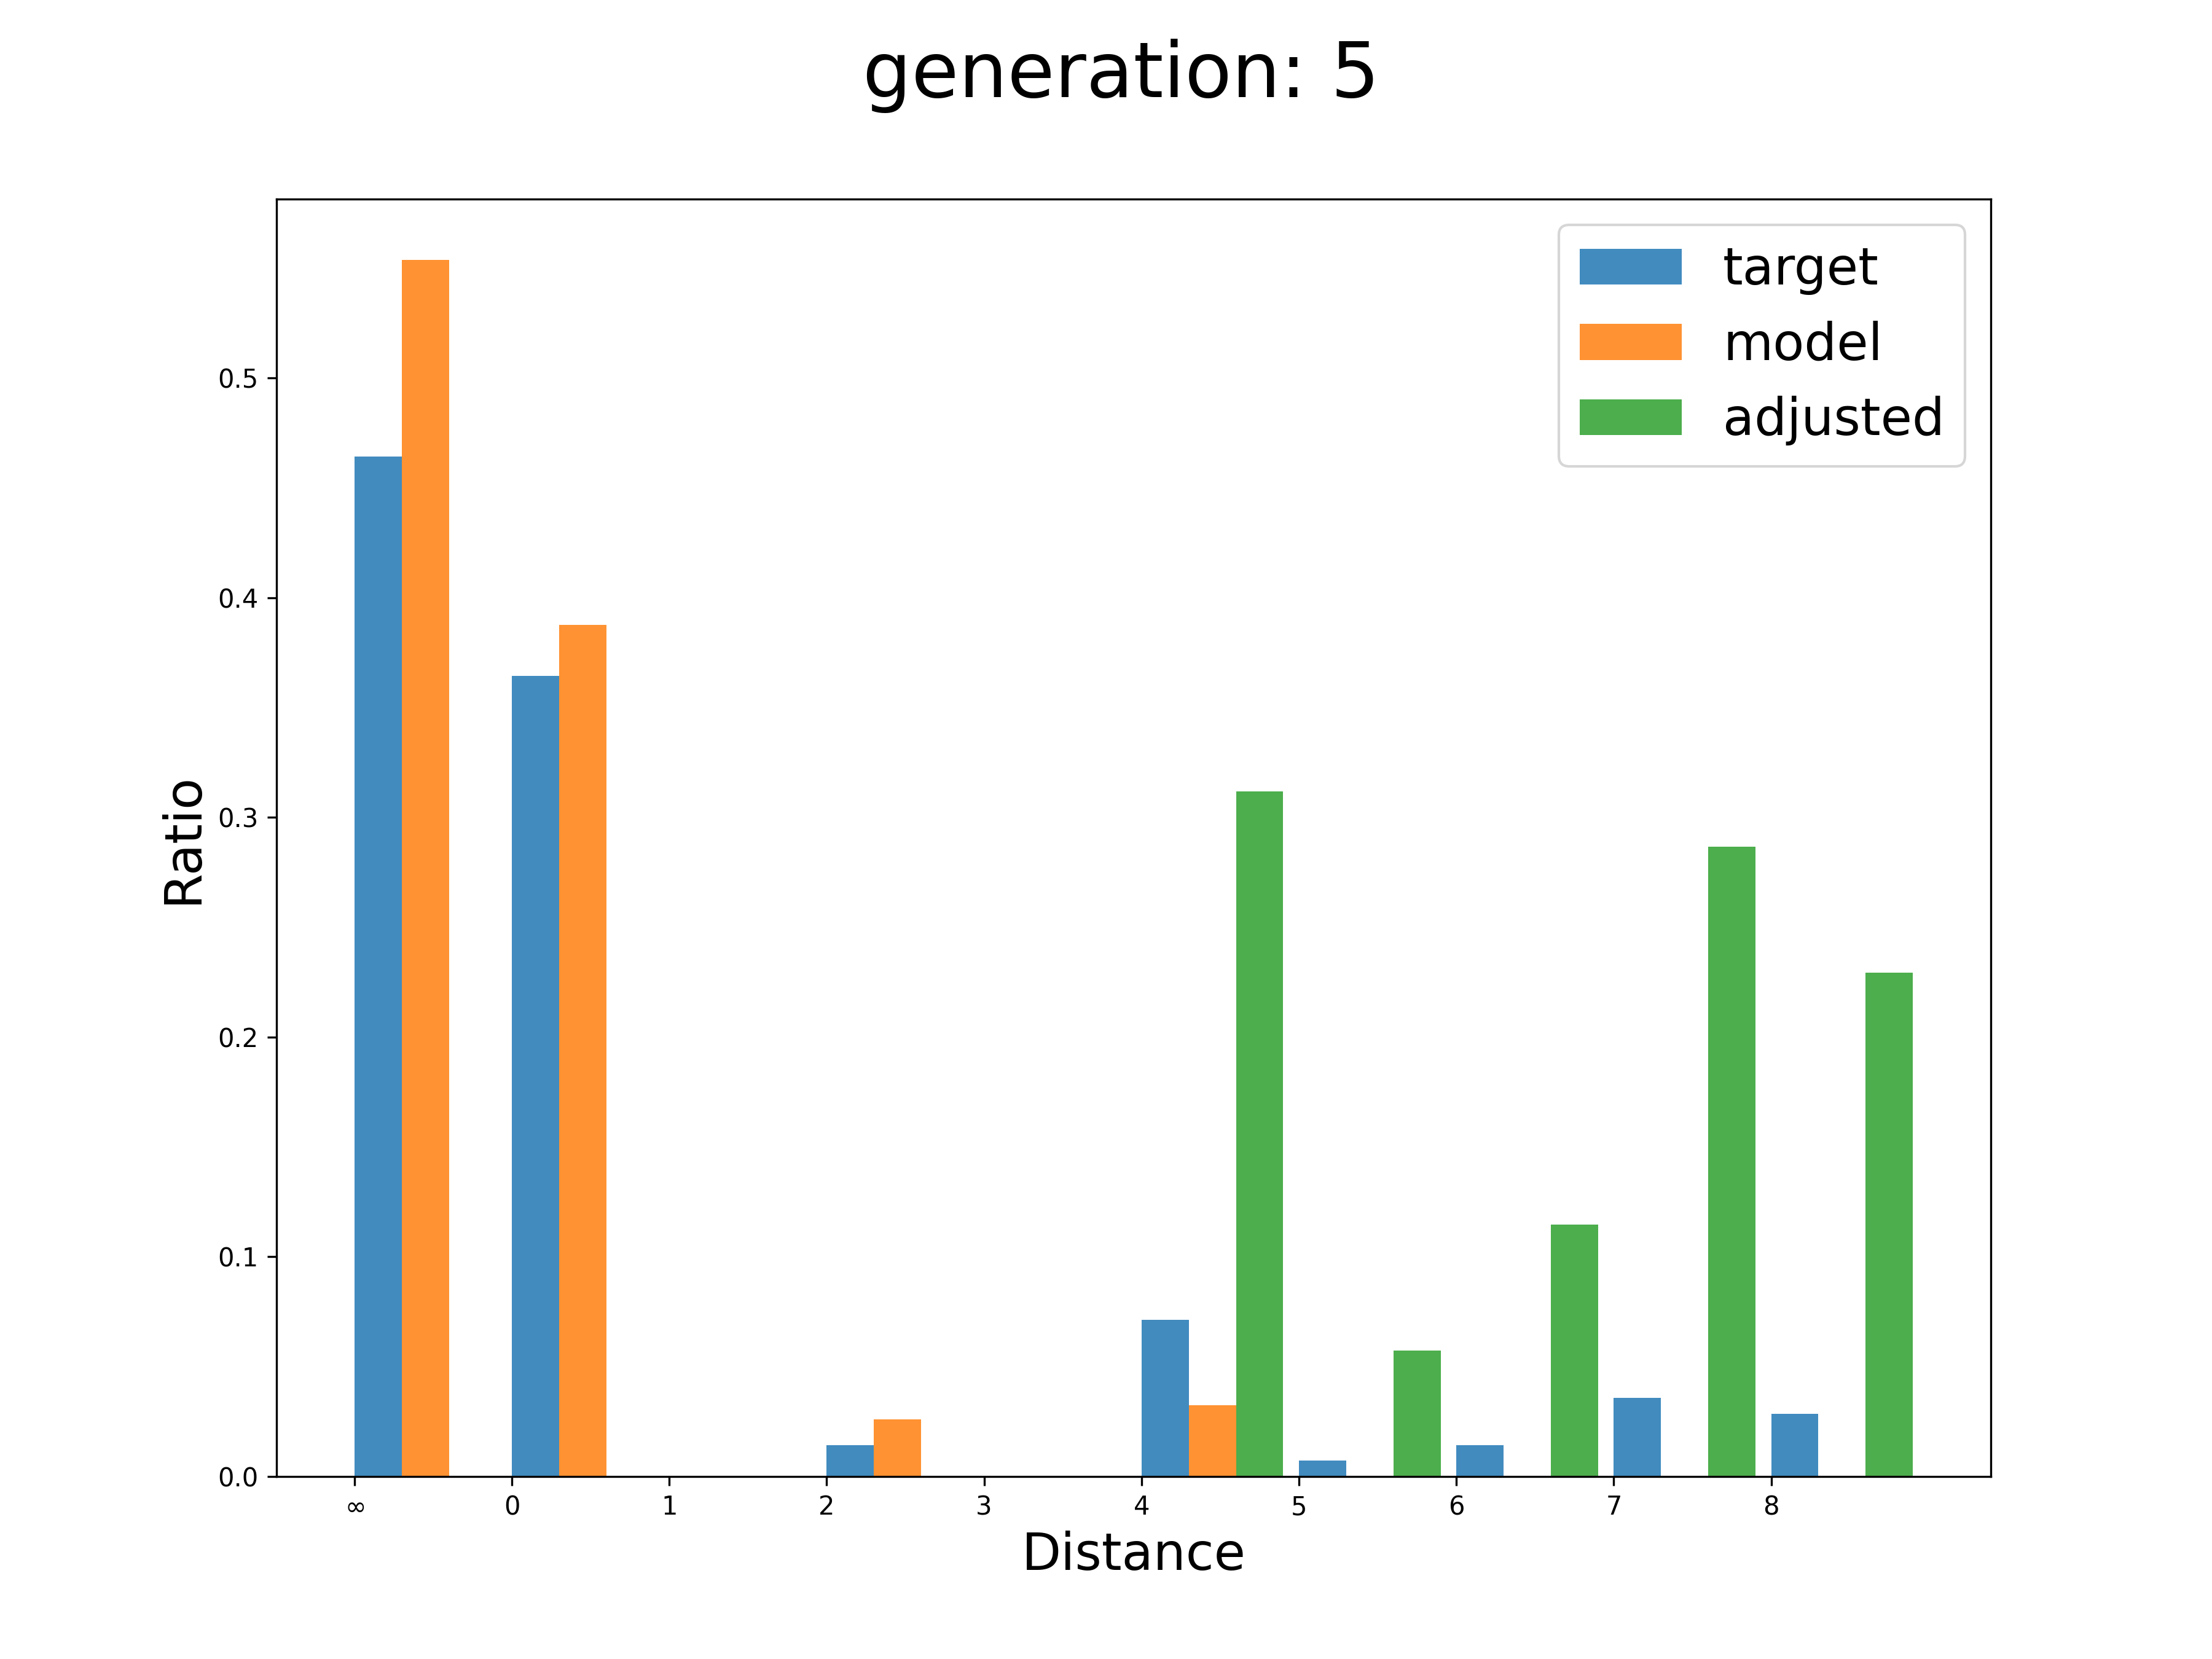 generation: 5
target
model
adjusted
Ratio
0.5
0.4
0.3
0.2
0.1
0.0
∞ 0 1 2 3 4 5 6 7 8
Distance